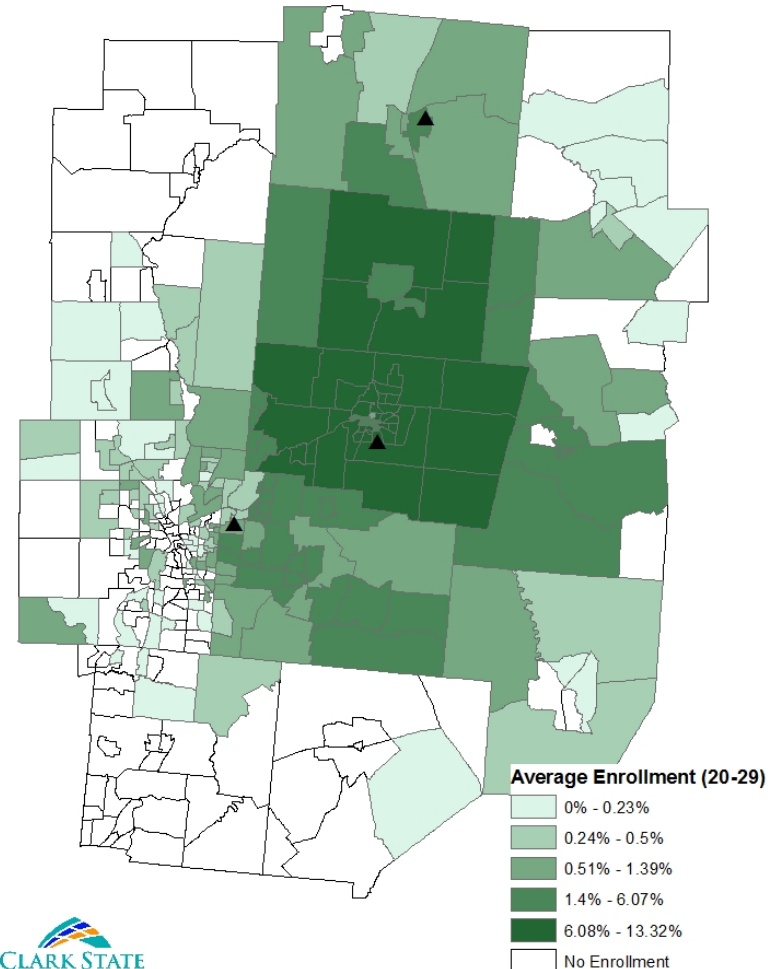 Average Enrollment (20-29)
0% - 0.23%
0.24% - 0.5%
0.51% - 1.39%
1.4% - 6.07%
6.08% - 13.32%
No Enrollment
CLARK STATE